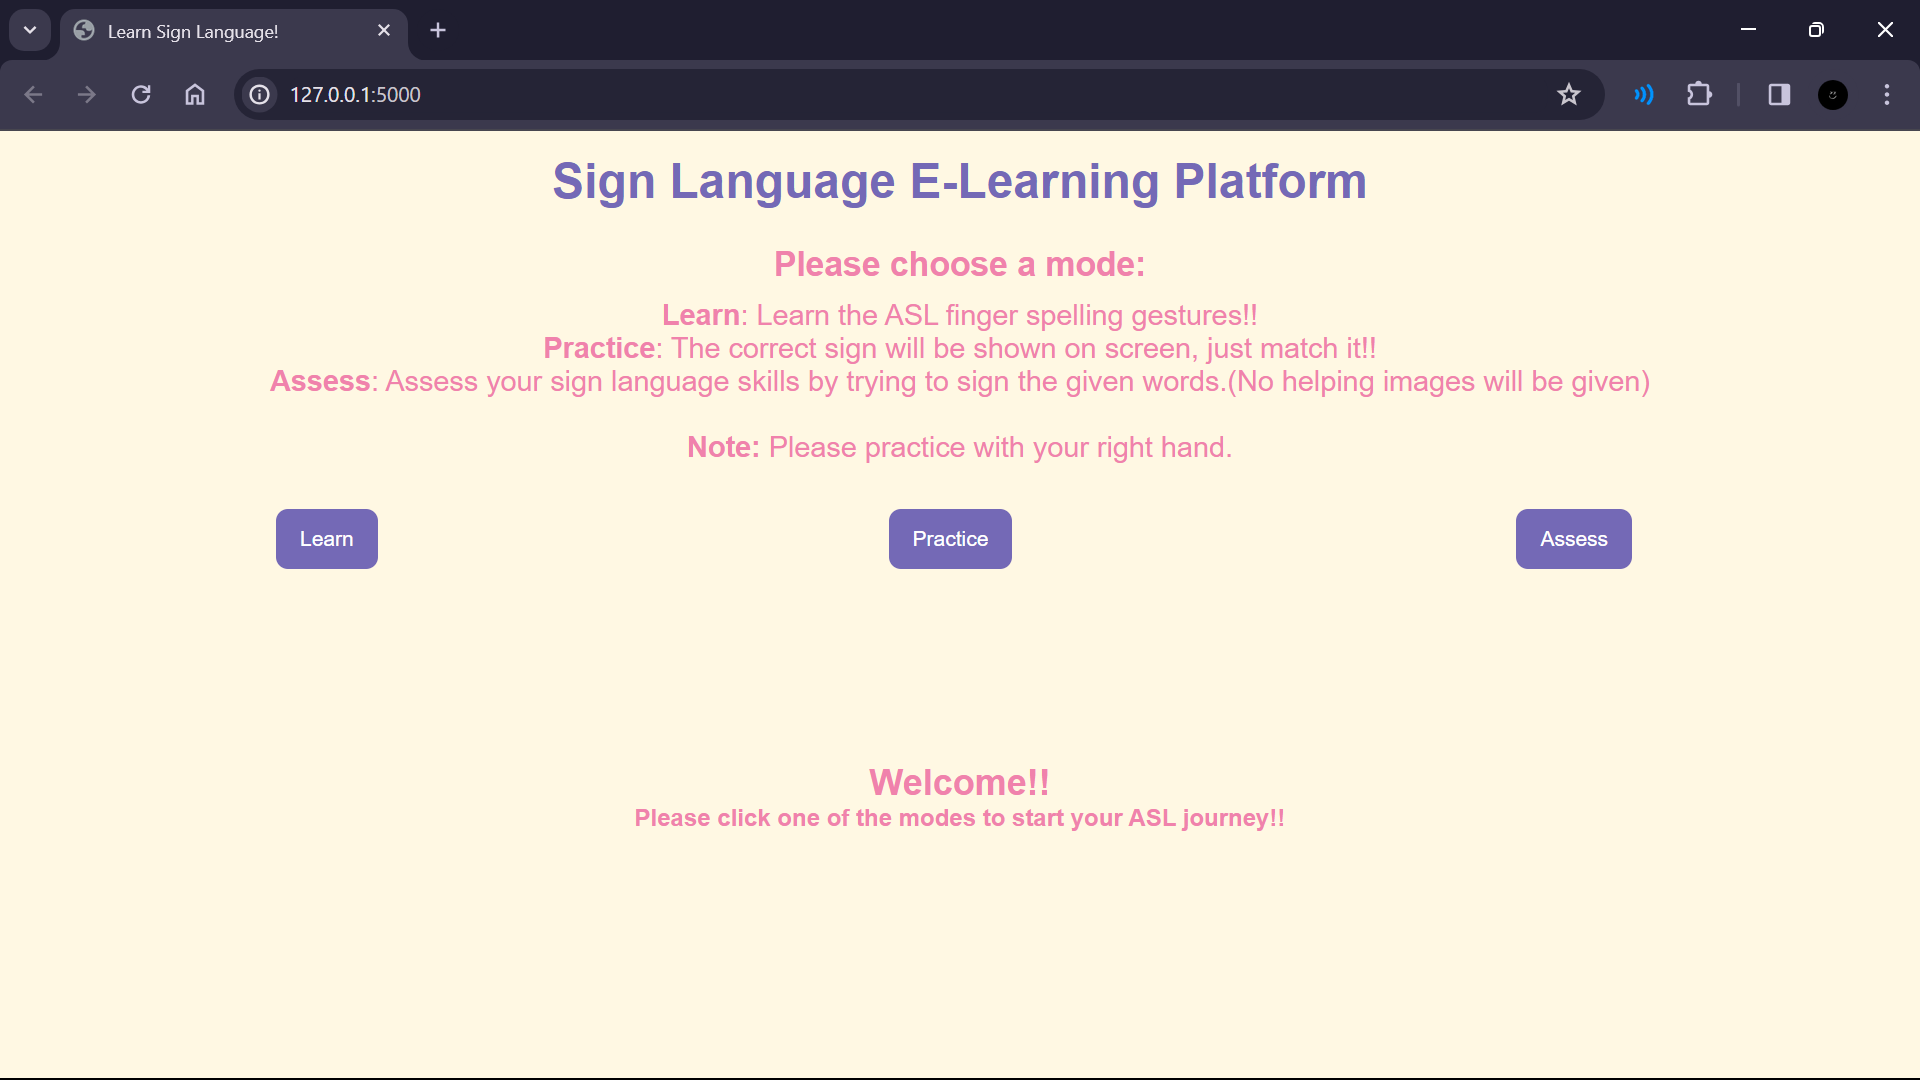 Learn Sign Language!
127.0.0.1:5000
Sign Language E-Learning Platform
Please choose a mode:
Learn: Learn the ASL finger spelling gestures!!
Practice: The correct sign will be shown on screen, just match it!!
Assess: Assess your sign language skills by trying to sign the given words.(No helping images will be given)
Note: Please practice with your right hand.
Learn Practice Assess
Welcome!!
Please click one of the modes to start your ASL journey!!